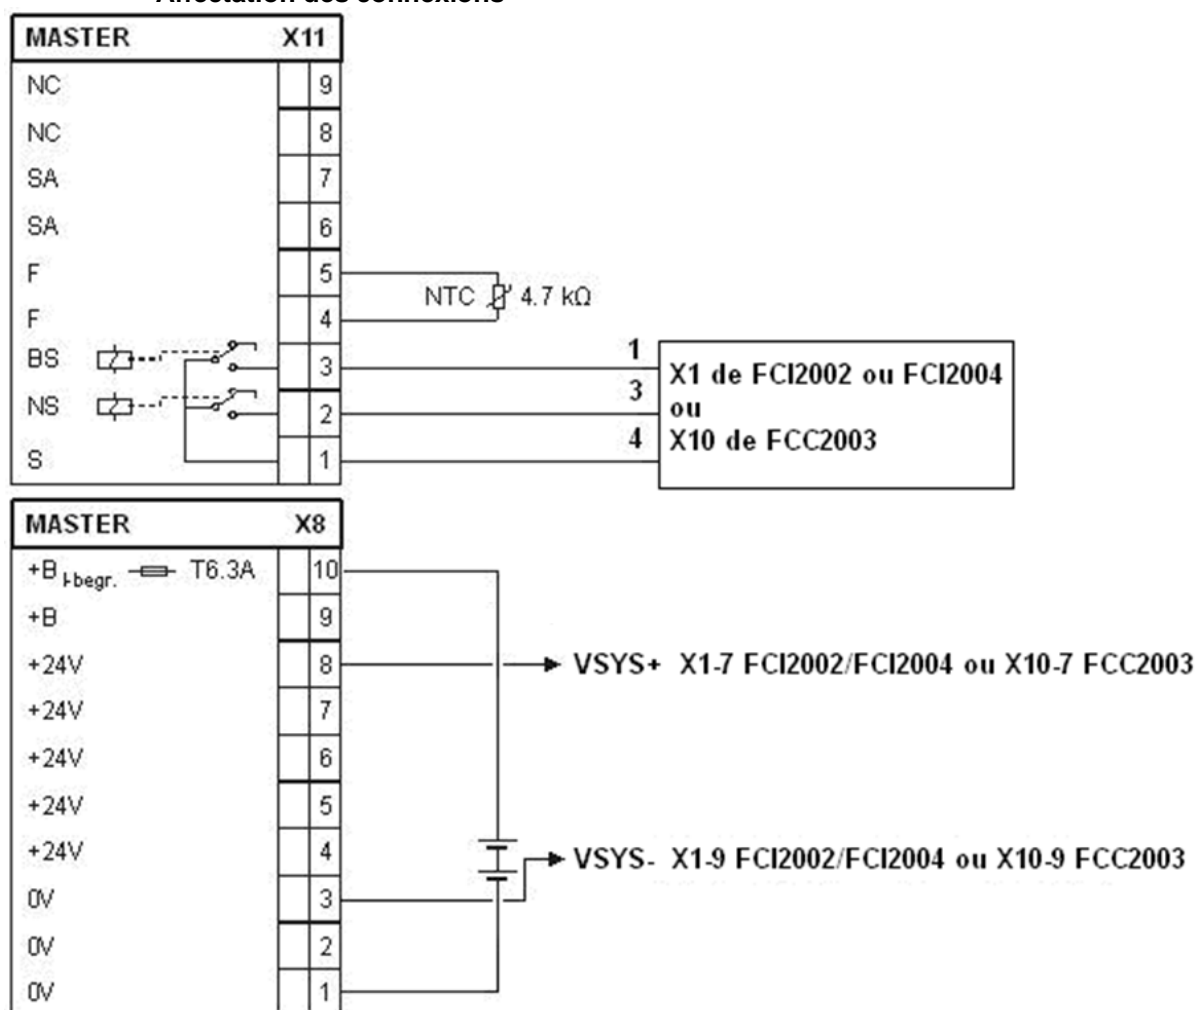 Affectation des connexions
MASTER X11
NC 9
NC 8
SA 7
SA 6
F 5
NTC 4.7 kΩ
F 4
BS 3
NS 2
S 1
1
3
4
X1 de FCI2002 ou FCI2004
ou
X10 de FCC2003
MASTER X8
+B I-begr. T6.3A 10
+B 9
+24V 8
VSYS+ X1-7 FCI2002/FCI2004 ou X10-7 FCC2003
+24V 7
+24V 6
+24V 5
+24V 4
VSYS- X1-9 FCI2002/FCI2004 ou X10-9 FCC2003
0V 3
0V 2
0V 1